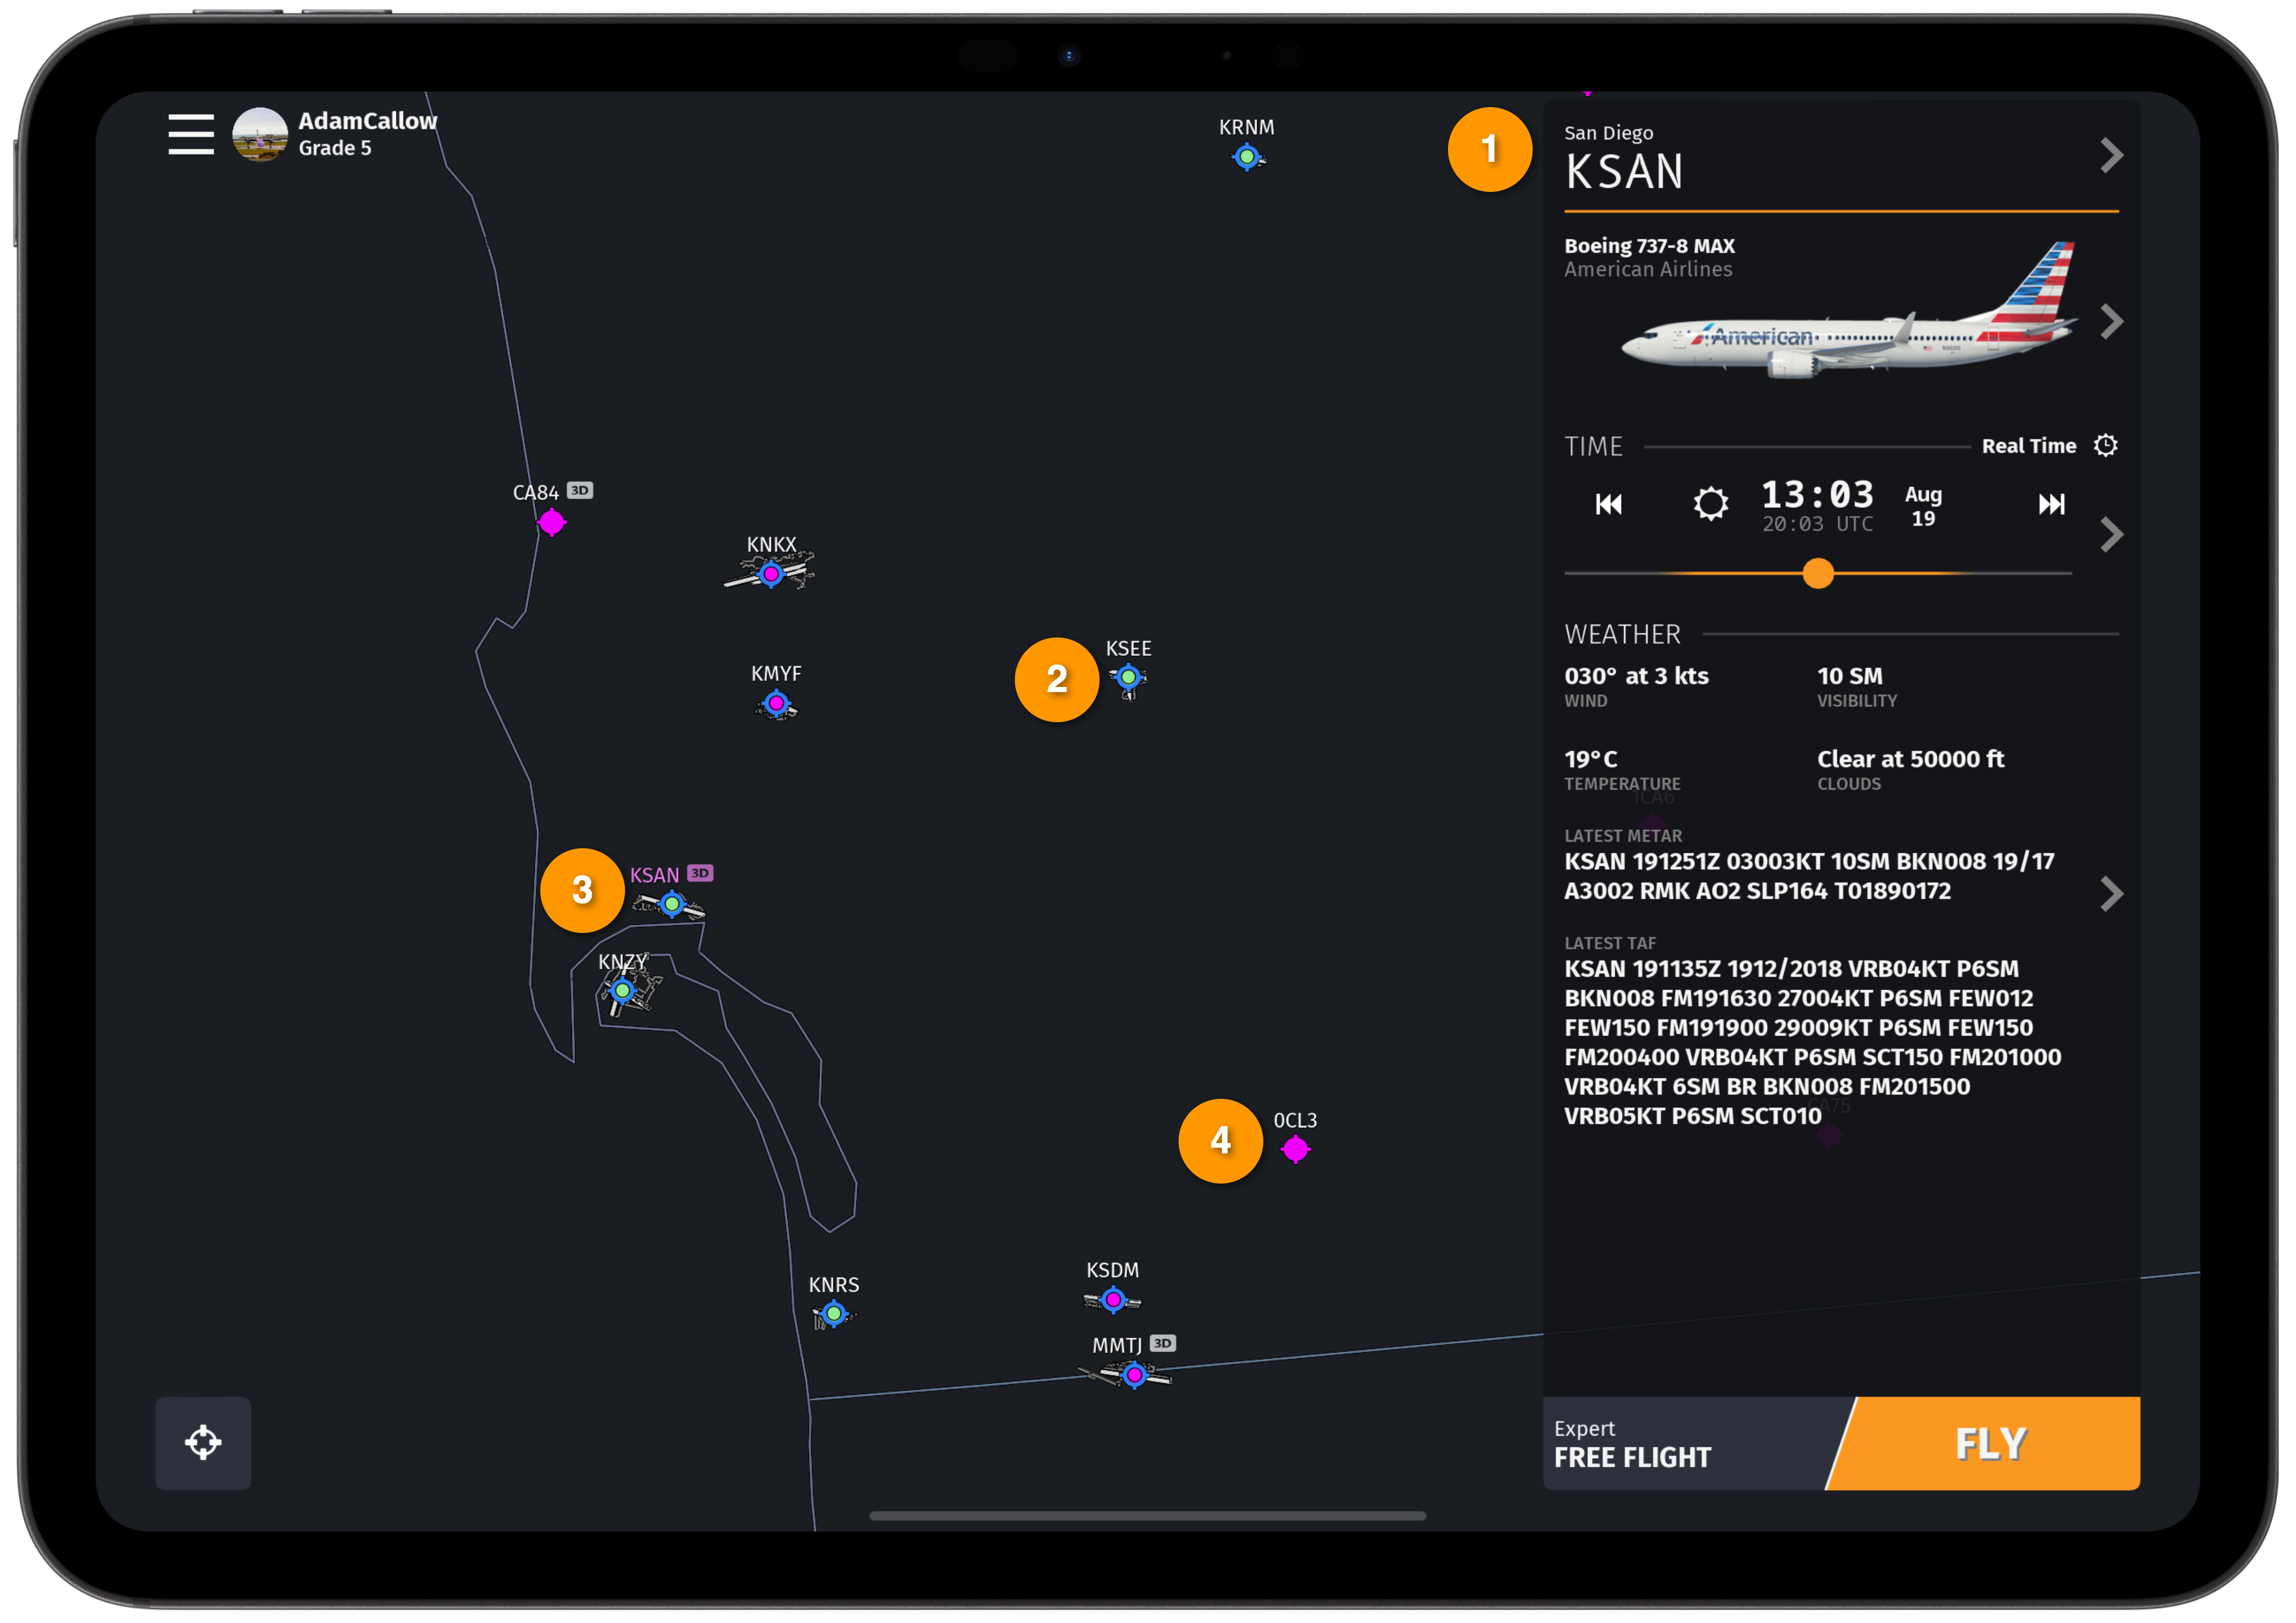 AdamCallow
Grade 5
KRNM
1
San Diego
KSAN
Boeing 737-8 MAX
American Airlines
American
TIME
Real Time
13:03
20:03 UTC
Aug
19
CA84 3D
KNKX
KSEE
2
KMYF
WEATHER
030° at 3 kts
WIND
10 SM
VISIBILITY
19°C
TEMPERATURE
Clear at 50000 ft
CLOUDS
1CA6
3
KSAN 3D
KNZY
LATEST METAR
KSAN 191251Z 03003KT 10SM BKN008 19/17
A3002 RMK AO2 SLP164 T01890172
LATEST TAF
KSAN 191135Z 1912/2018 VRB04KT P6SM
BKN008 FM191630 27004KT P6SM FEW012
FEW150 FM191900 29009KT P6SM FEW150
FM200400 VRB04KT P6SM SCT150 FM201000
VRB04KT 6SM BR BKN008 FM201500
VRB05KT P6SM SCT010
CA75
4
0CL3
KSDM
KNRS
MMTJ 3D
Expert
FREE FLIGHT
FLY